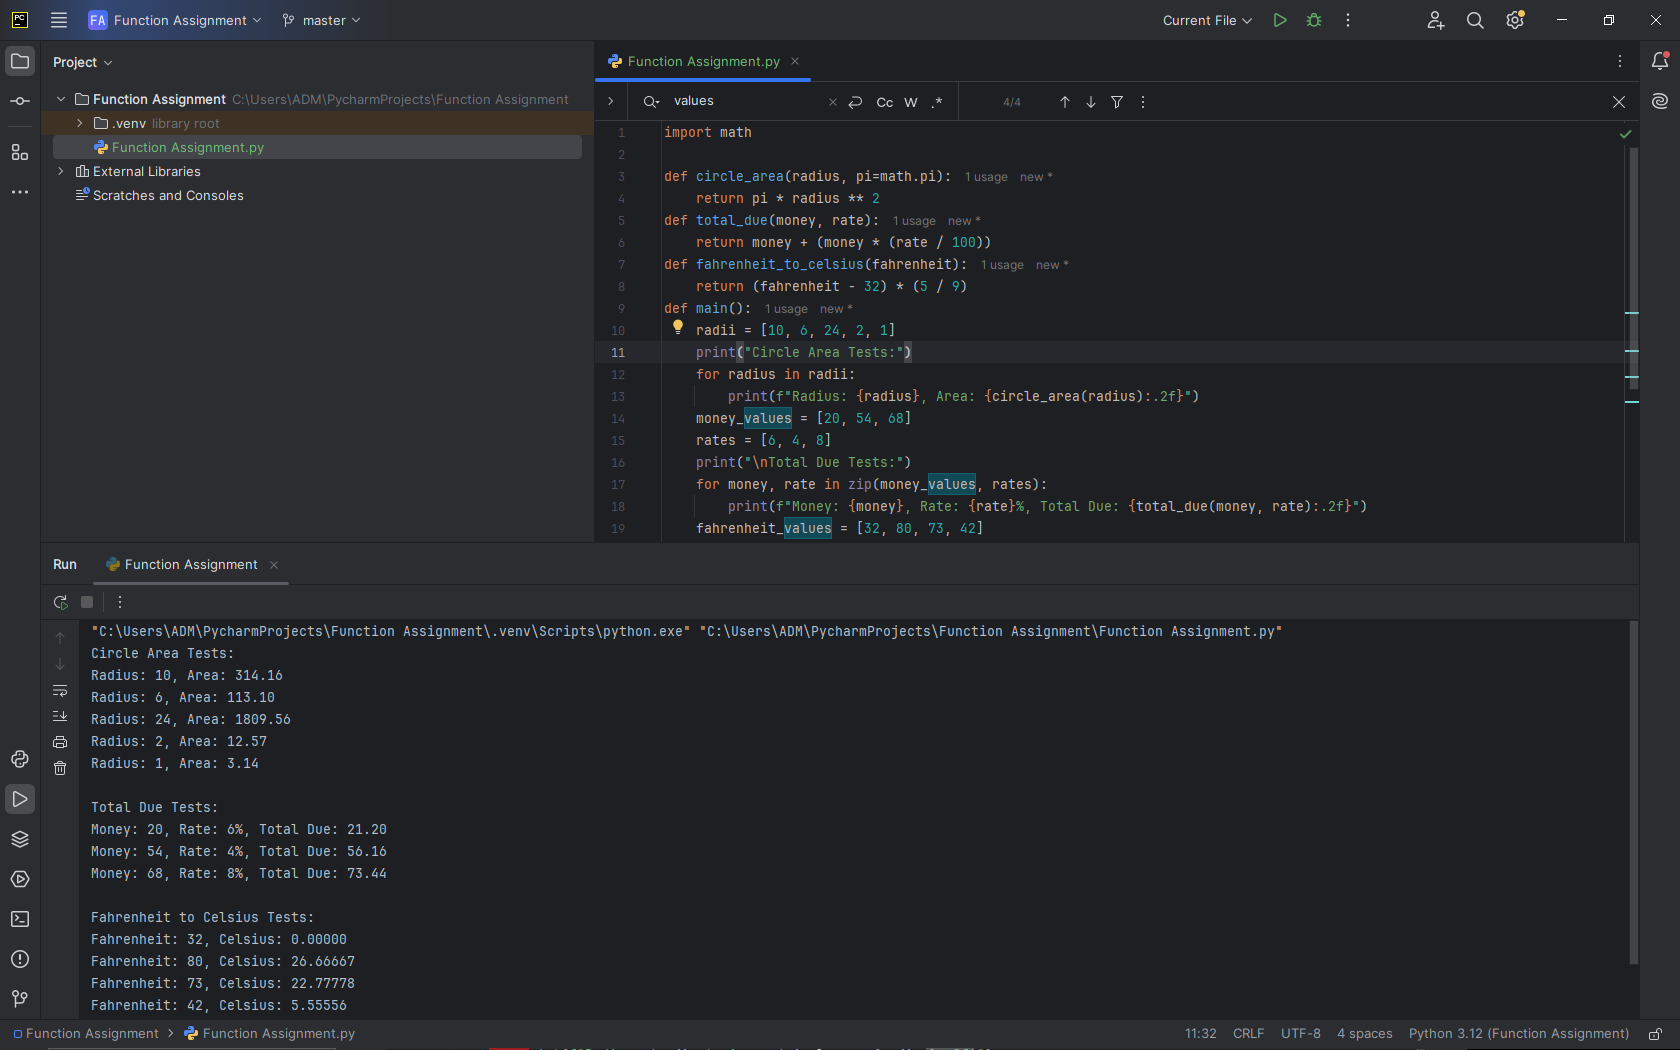 PC
FA Function Assignment master Current File
Project
Function Assignment C:\Users\ADM\PycharmProjects\Function Assignment
.venv library root
Function Assignment.py
External Libraries
Scratches and Consoles
Function Assignment.py
values Cc W .* 4/4
1 import math
2
3 def circle_area(radius, pi=math.pi): 1 usage new *
4 return pi * radius ** 2
5 def total_due(money, rate): 1 usage new *
6 return money + (money * (rate / 100))
7 def fahrenheit_to_celsius(fahrenheit): 1 usage new *
8 return (fahrenheit - 32) * (5 / 9)
9 def main(): 1 usage new *
10 radii = [10, 6, 24, 2, 1]
11 print("Circle Area Tests:")
12 for radius in radii:
13 print(f"Radius: {radius}, Area: {circle_area(radius):.2f}")
14 money_values = [20, 54, 68]
15 rates = [6, 4, 8]
16 print("\nTotal Due Tests:")
17 for money, rate in zip(money_values, rates):
18 print(f"Money: {money}, Rate: {rate}%, Total Due: {total_due(money, rate):.2f}")
19 fahrenheit_values = [32, 80, 73, 42]
Run Function Assignment
"C:\Users\ADM\PycharmProjects\Function Assignment\.venv\Scripts\python.exe" "C:\Users\ADM\PycharmProjects\Function Assignment\Function Assignment.py"
Circle Area Tests:
Radius: 10, Area: 314.16
Radius: 6, Area: 113.10
Radius: 24, Area: 1809.56
Radius: 2, Area: 12.57
Radius: 1, Area: 3.14
Total Due Tests:
Money: 20, Rate: 6%, Total Due: 21.20
Money: 54, Rate: 4%, Total Due: 56.16
Money: 68, Rate: 8%, Total Due: 73.44
Fahrenheit to Celsius Tests:
Fahrenheit: 32, Celsius: 0.00000
Fahrenheit: 80, Celsius: 26.66667
Fahrenheit: 73, Celsius: 22.77778
Fahrenheit: 42, Celsius: 5.55556
Function Assignment > Function Assignment.py 11:32 CRLF UTF-8 4 spaces Python 3.12 (Function Assignment)